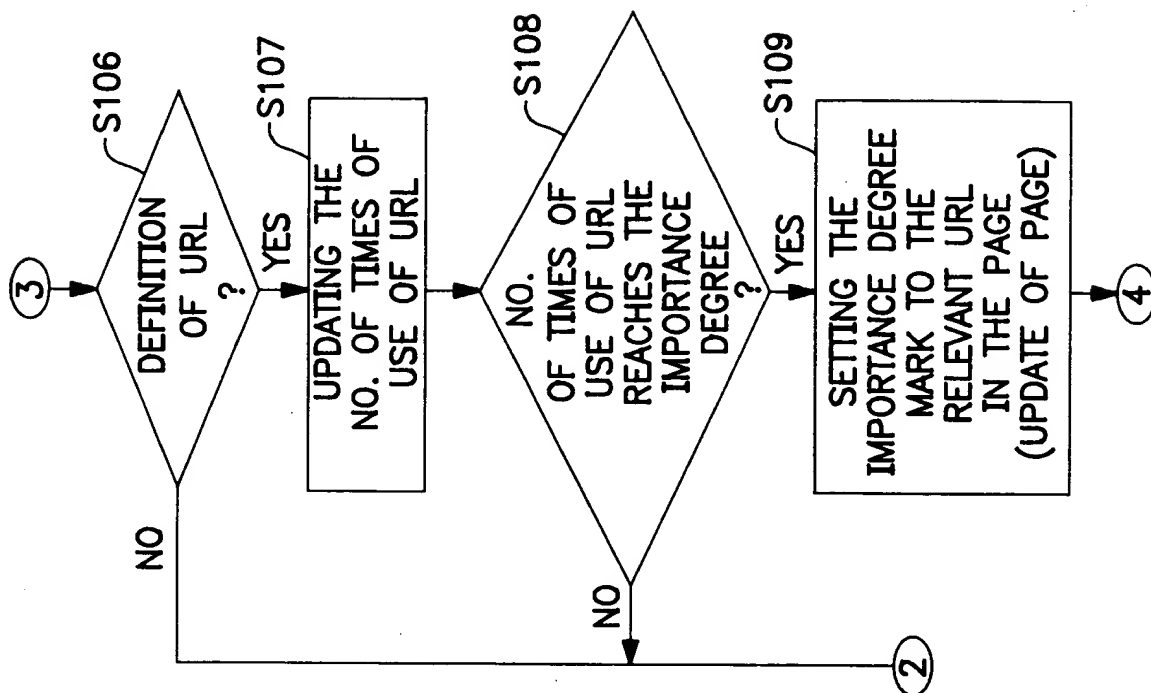 3
S106
DEFINITION
OF URL
?
NO
YES
S107
UPDATING THE
NO. OF TIMES OF
USE OF URL
S108
NO.
OF TIMES OF
USE OF URL
REACHES THE
IMPORTANCE
DEGREE
?
NO
YES
S109
SETTING THE
IMPORTANCE DEGREE
MARK TO THE
RELEVANT URL
IN THE PAGE
(UPDATE OF PAGE)
2
4